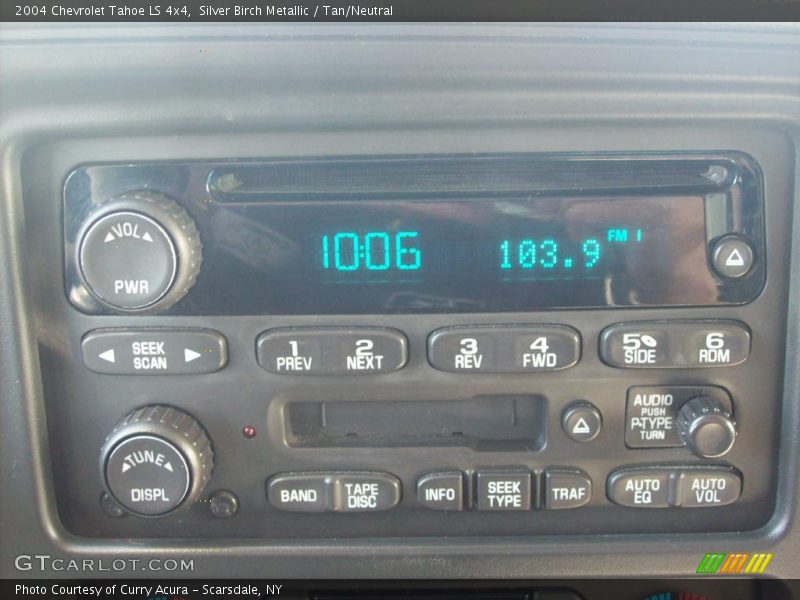 2004 Chevrolet Tahoe LS 4x4, Silver Birch Metallic / Tan/Neutral
VOL
PWR
10:06
103.9
FM 1
SEEK
SCAN
1
PREV
2
NEXT
3
REV
4
FWD
5
SIDE
6
RDM
TUNE
DISPL
AUDIO
PUSH
P-TYPE
TURN
BAND
TAPE
DISC
INFO
SEEK
TYPE
TRAF
AUTO
EQ
AUTO
VOL
GTCARLOT.COM
Photo Courtesy of Curry Acura - Scarsdale, NY